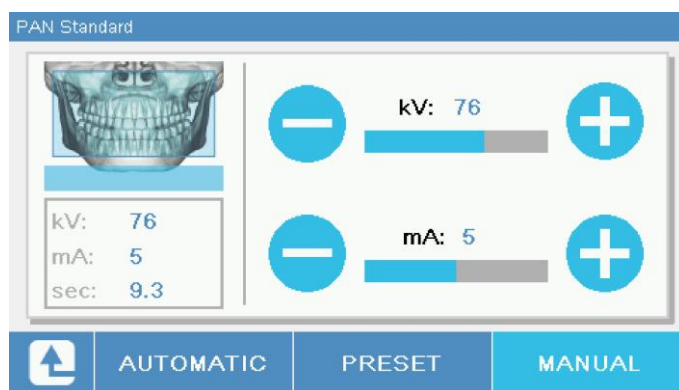 PAN Standard
kV: 76
mA: 5
kV: 76
mA: 5
sec: 9.3
AUTOMATIC PRESET MANUAL